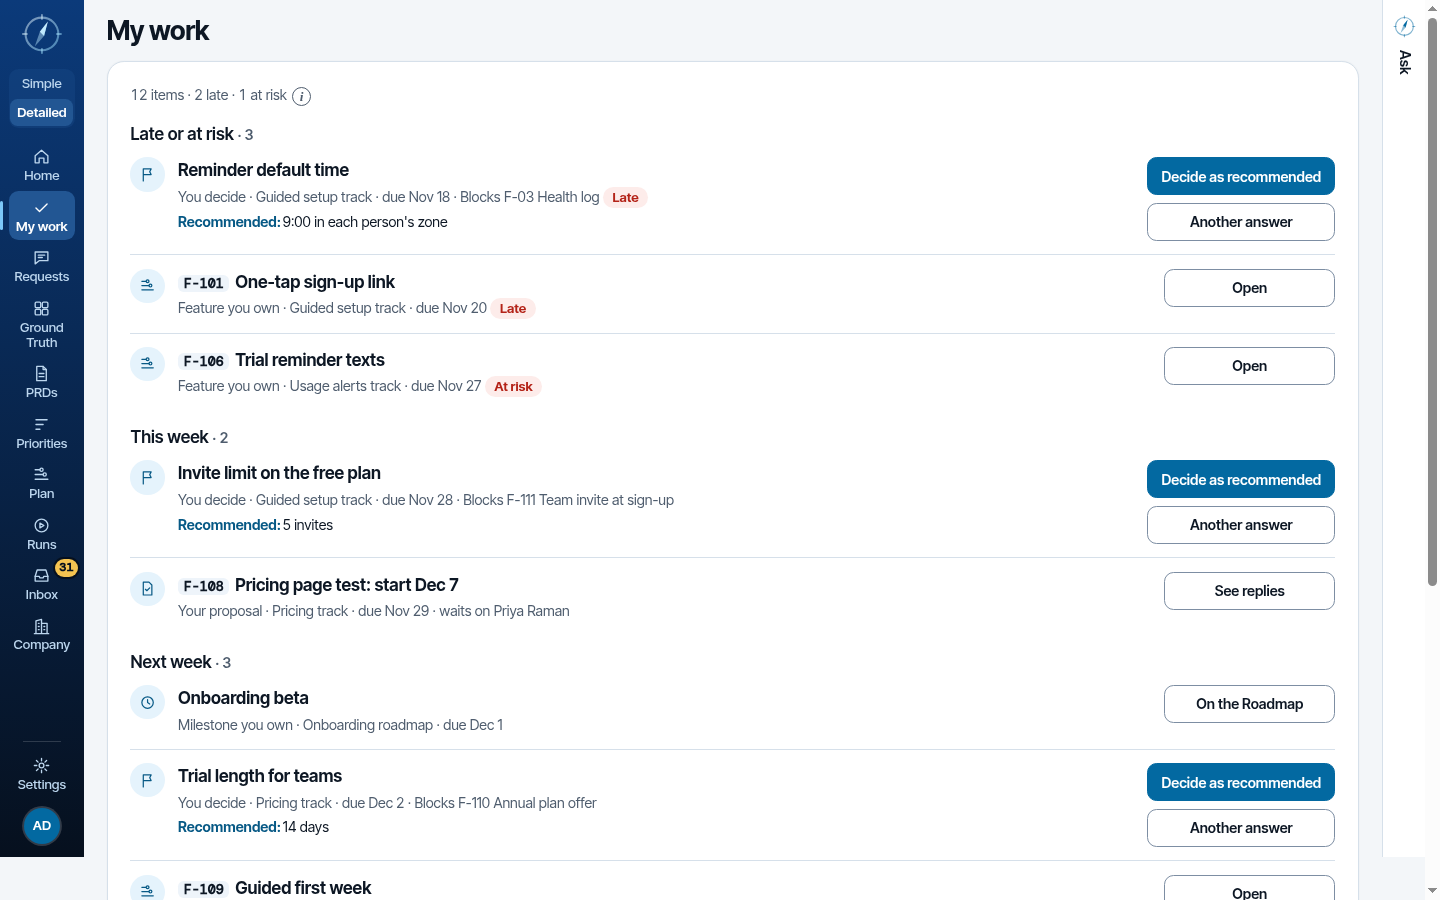 My work
Simple
Detailed
Home
My work
Requests
Ground
Truth
PRDs
Priorities
Plan
Runs
31
Inbox
Company
Settings
AD
12 items · 2 late · 1 at risk i
Late or at risk · 3
Reminder default time
You decide · Guided setup track · due Nov 18 · Blocks F-03 Health log Late
Recommended: 9:00 in each person's zone
Decide as recommended
Another answer
F-101 One-tap sign-up link
Feature you own · Guided setup track · due Nov 20 Late
Open
F-106 Trial reminder texts
Feature you own · Usage alerts track · due Nov 27 At risk
Open
This week · 2
Invite limit on the free plan
You decide · Guided setup track · due Nov 28 · Blocks F-111 Team invite at sign-up
Recommended: 5 invites
Decide as recommended
Another answer
F-108 Pricing page test: start Dec 7
Your proposal · Pricing track · due Nov 29 · waits on Priya Raman
See replies
Next week · 3
Onboarding beta
Milestone you own · Onboarding roadmap · due Dec 1
On the Roadmap
Trial length for teams
You decide · Pricing track · due Dec 2 · Blocks F-110 Annual plan offer
Recommended: 14 days
Decide as recommended
Another answer
F-109 Guided first week
Open
Ask